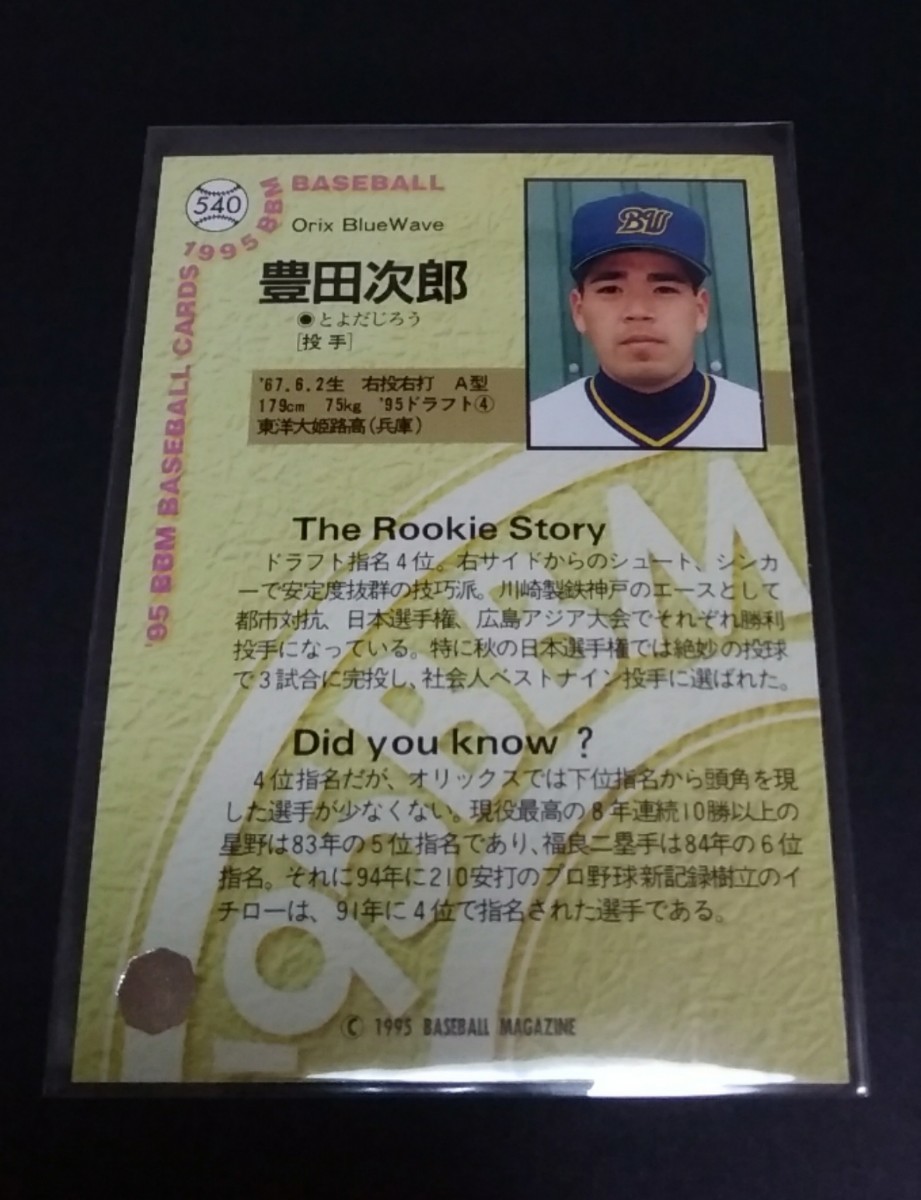 540
'95 BBM BASEBALL CARDS 1995 BBM BASEBALL
Orix BlueWave
豊田次郎
◉とよだじろう
[投手]
BW
'67.6.2生 右投右打 A型
179cm 75kg '95ドラフト④
東洋大姫路高(兵庫)
The Rookie Story
ドラフト指名4位。右サイドからのシュート、シンカ
ーで安定度抜群の技巧派。川崎製鉄神戸のエースとして
都市対抗、日本選手権、広島アジア大会でそれぞれ勝利
投手になっている。特に秋の日本選手権では絶妙の投球
で3試合に完投し、社会人ベストナイン投手に選ばれた。
Did you know ?
4位指名だが、オリックスでは下位指名から頭角を現
した選手が少なくない。現役最高の8年連続10勝以上の
星野は83年の5位指名であり、福良二塁手は84年の6位
指名。それに94年に210安打のプロ野球新記録樹立のイ
チローは、91年に4位で指名された選手である。
'95BBM
© 1995 BASEBALL MAGAZINE